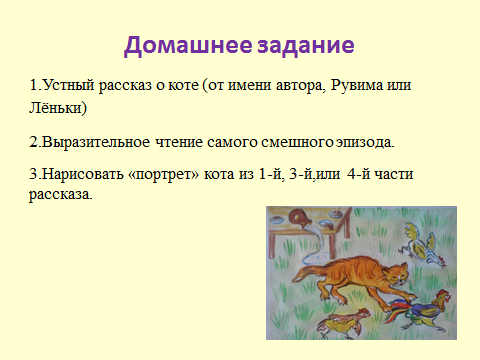 Домашнее задание
1.Устный рассказ о коте (от имени автора, Рувима или
Лёньки)
2.Выразительное чтение самого смешного эпизода.
3.Нарисовать «портрет» кота из 1-й, 3-й,или 4-й части
рассказа.